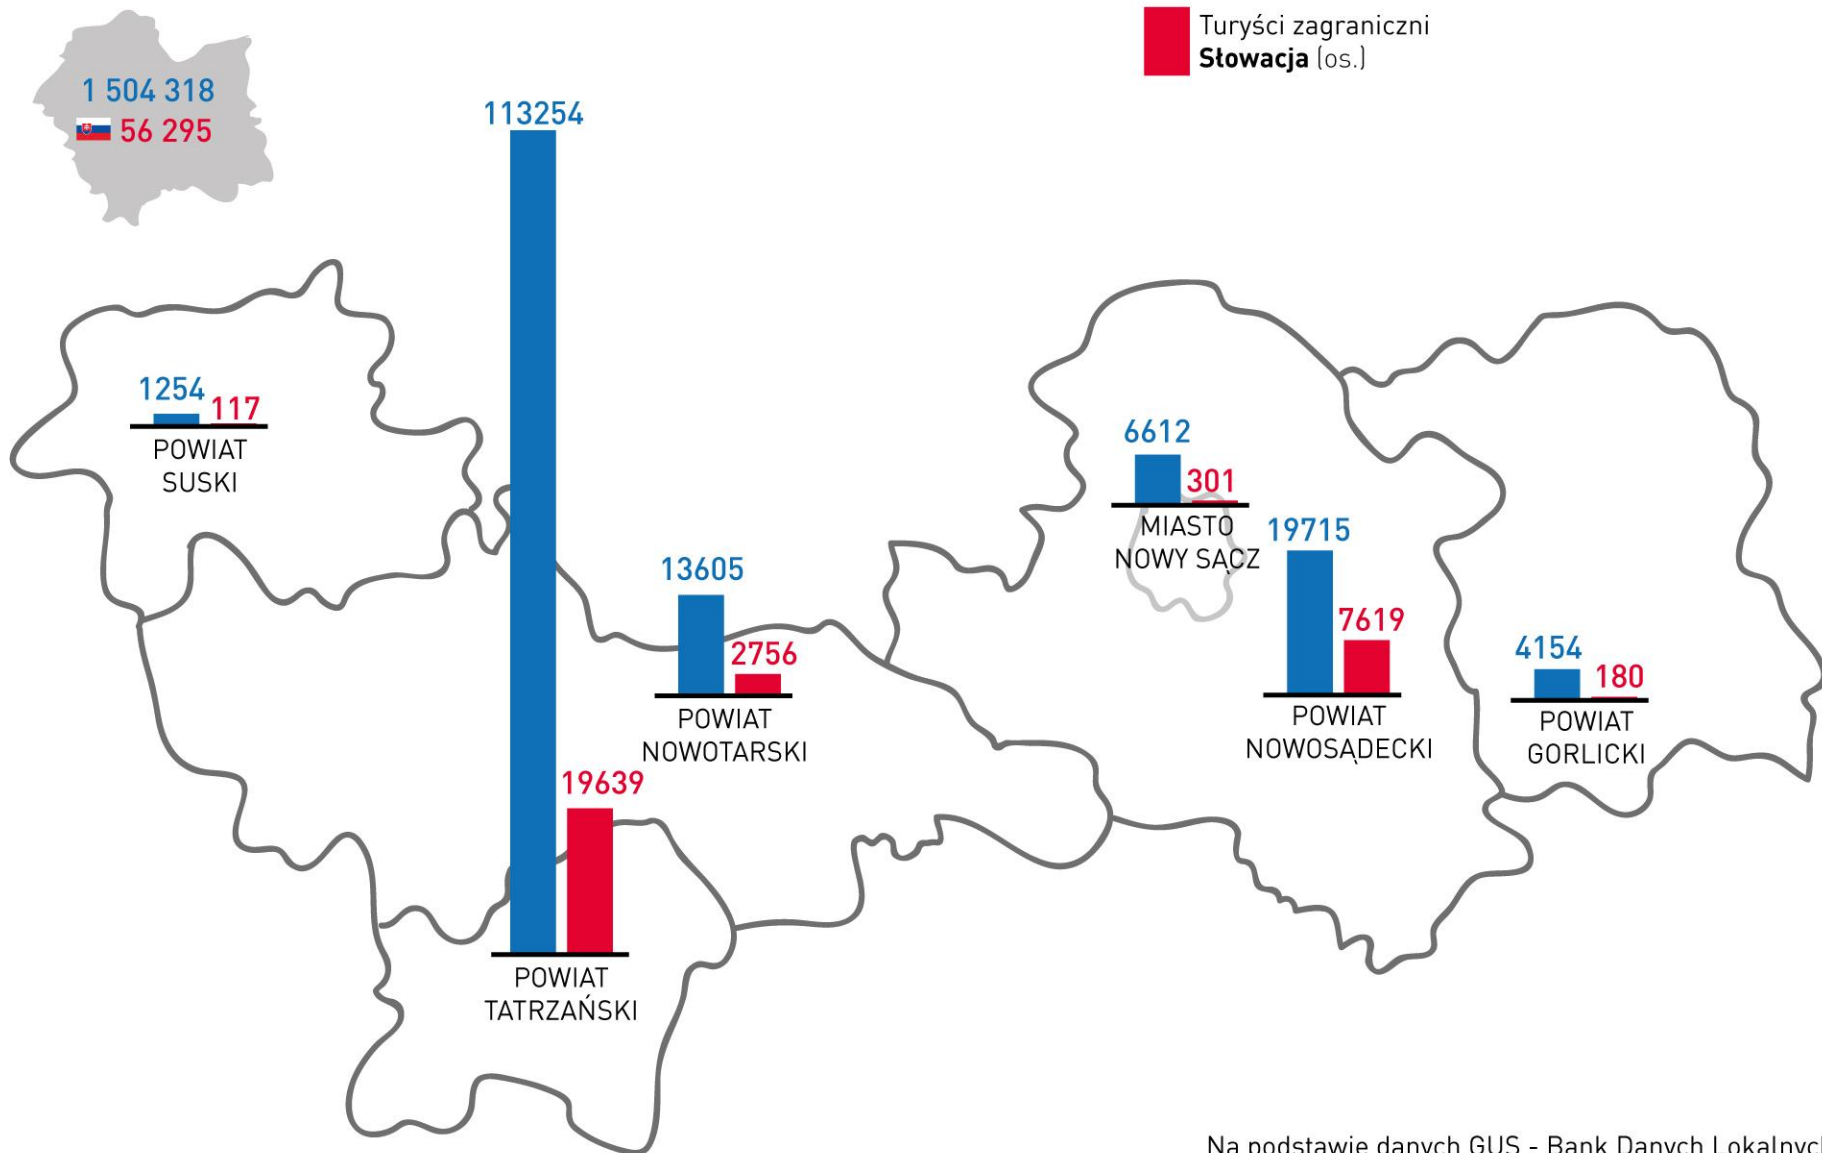 Turyści zagraniczni
Słowacja (os.)
1 504 318
56 295
113254
1254
117
POWIAT
SUSKI
6612
301
MIASTO
NOWY SĄCZ
19715
7619
POWIAT
NOWOSĄDECKI
13605
2756
POWIAT
NOWOTARSKI
4154
180
POWIAT
GORLICKI
19639
POWIAT
TATRZAŃSKI
Na podstawie danych GUS - Bank Danych Lokalnych